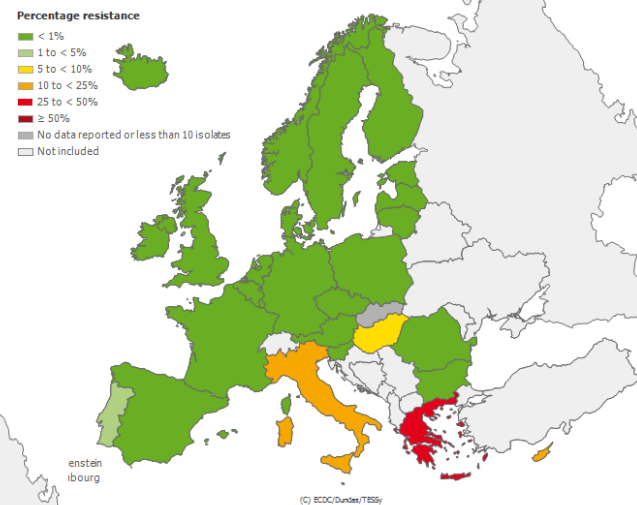 Percentage resistance
< 1%
1 to < 5%
5 to < 10%
10 to < 25%
25 to < 50%
≥ 50%
No data reported or less than 10 isolates
Not included
enstein
bourg
(C) ECDC/Dundas/TESSy